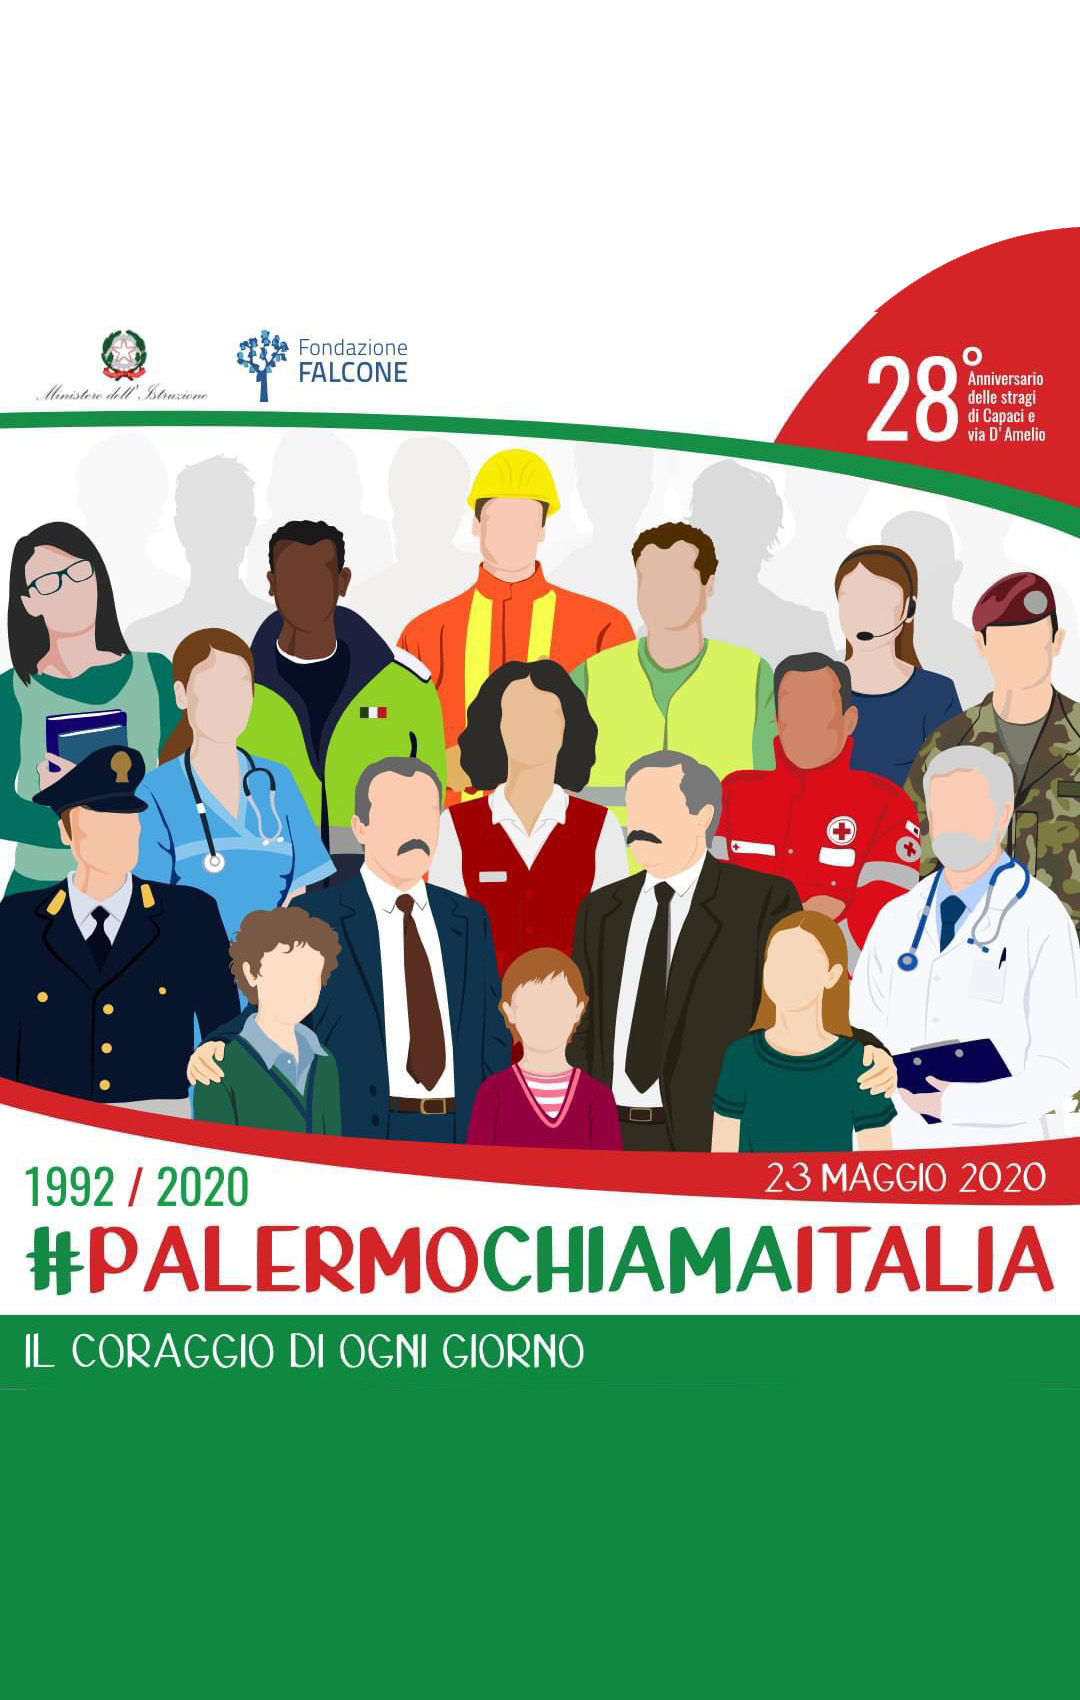 Ministero dell'Istruzione
Fondazione
FALCONE
28°
Anniversario
delle stragi
di Capaci e
via D'Amelio
1992 / 2020
23 MAGGIO 2020
#PALERMOCHIAMAITALIA
IL CORAGGIO DI OGNI GIORNO